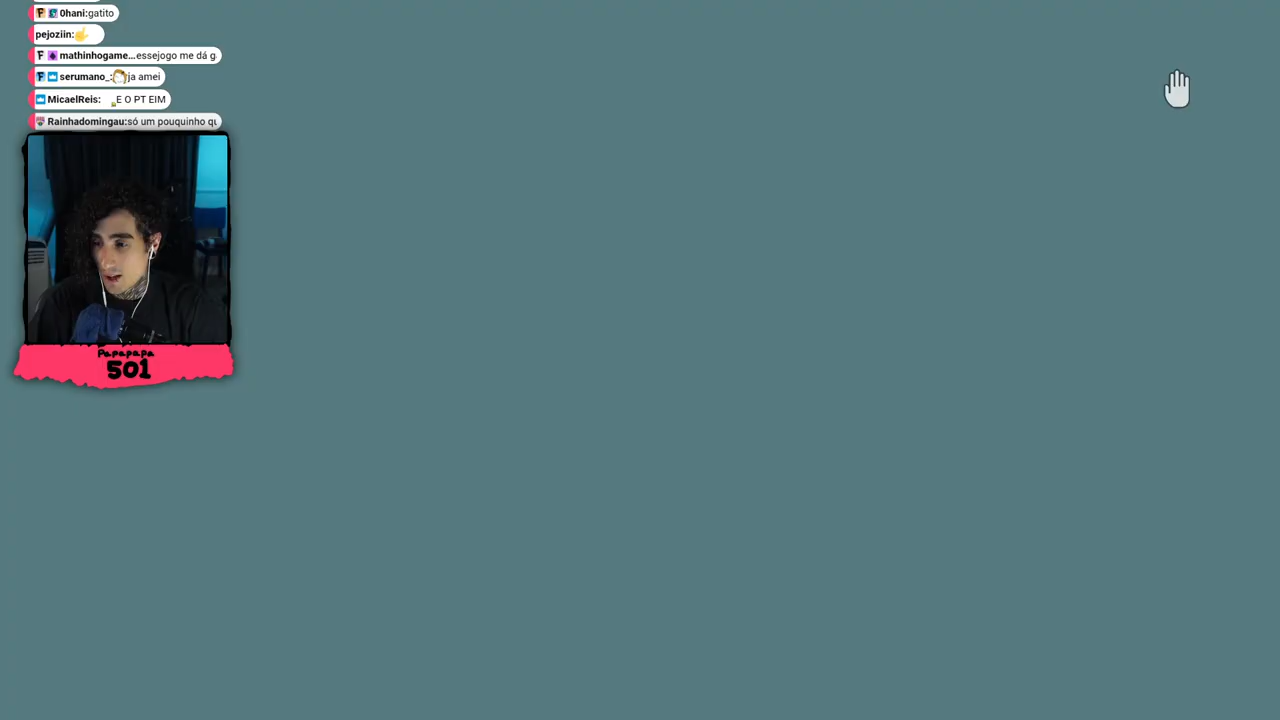 0hani:gatito
pejoziin:
mathinhogame...essejogo me dá g
serumano_:ja amei
MicaelReis: E O PT EIM
Rainhadomingau:só um pouquinho qu
Papapapa
501